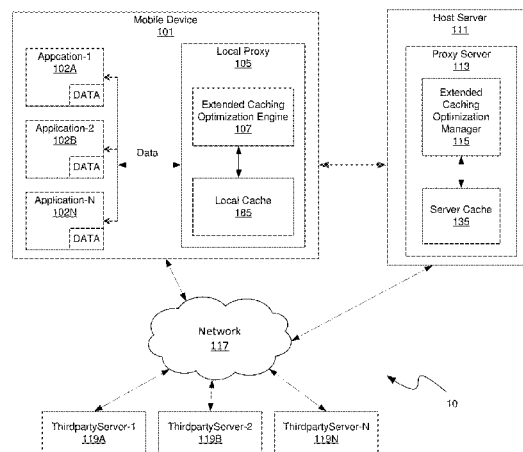 Mobile Device
101
Appcation-1
102A
DATA
Application-2
102B
DATA
Application-N
102N
DATA
Data
Local Proxy
105
Extended Caching
Optimization Engine
107
Local Cache
185
Host Server
111
Proxy Server
113
Extended
Caching
Optimization
Manager
115
Server Cache
135
Network
117
10
ThirdpartyServer-1
119A
ThirdpartyServer-2
119B
ThirdpartyServer-N
119N